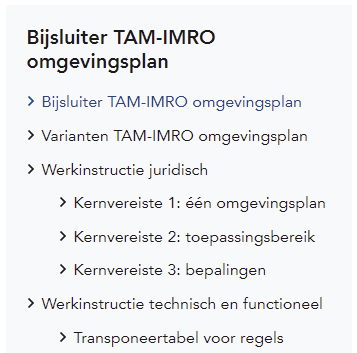 Bijsluiter TAM-IMRO
omgevingsplan
Bijsluiter TAM-IMRO omgevingsplan
Varianten TAM-IMRO omgevingsplan
Werkinstructie juridisch
Kernvereiste 1: één omgevingsplan
Kernvereiste 2: toepassingsbereik
Kernvereiste 3: bepalingen
Werkinstructie technisch en functioneel
Transponeertabel voor regels